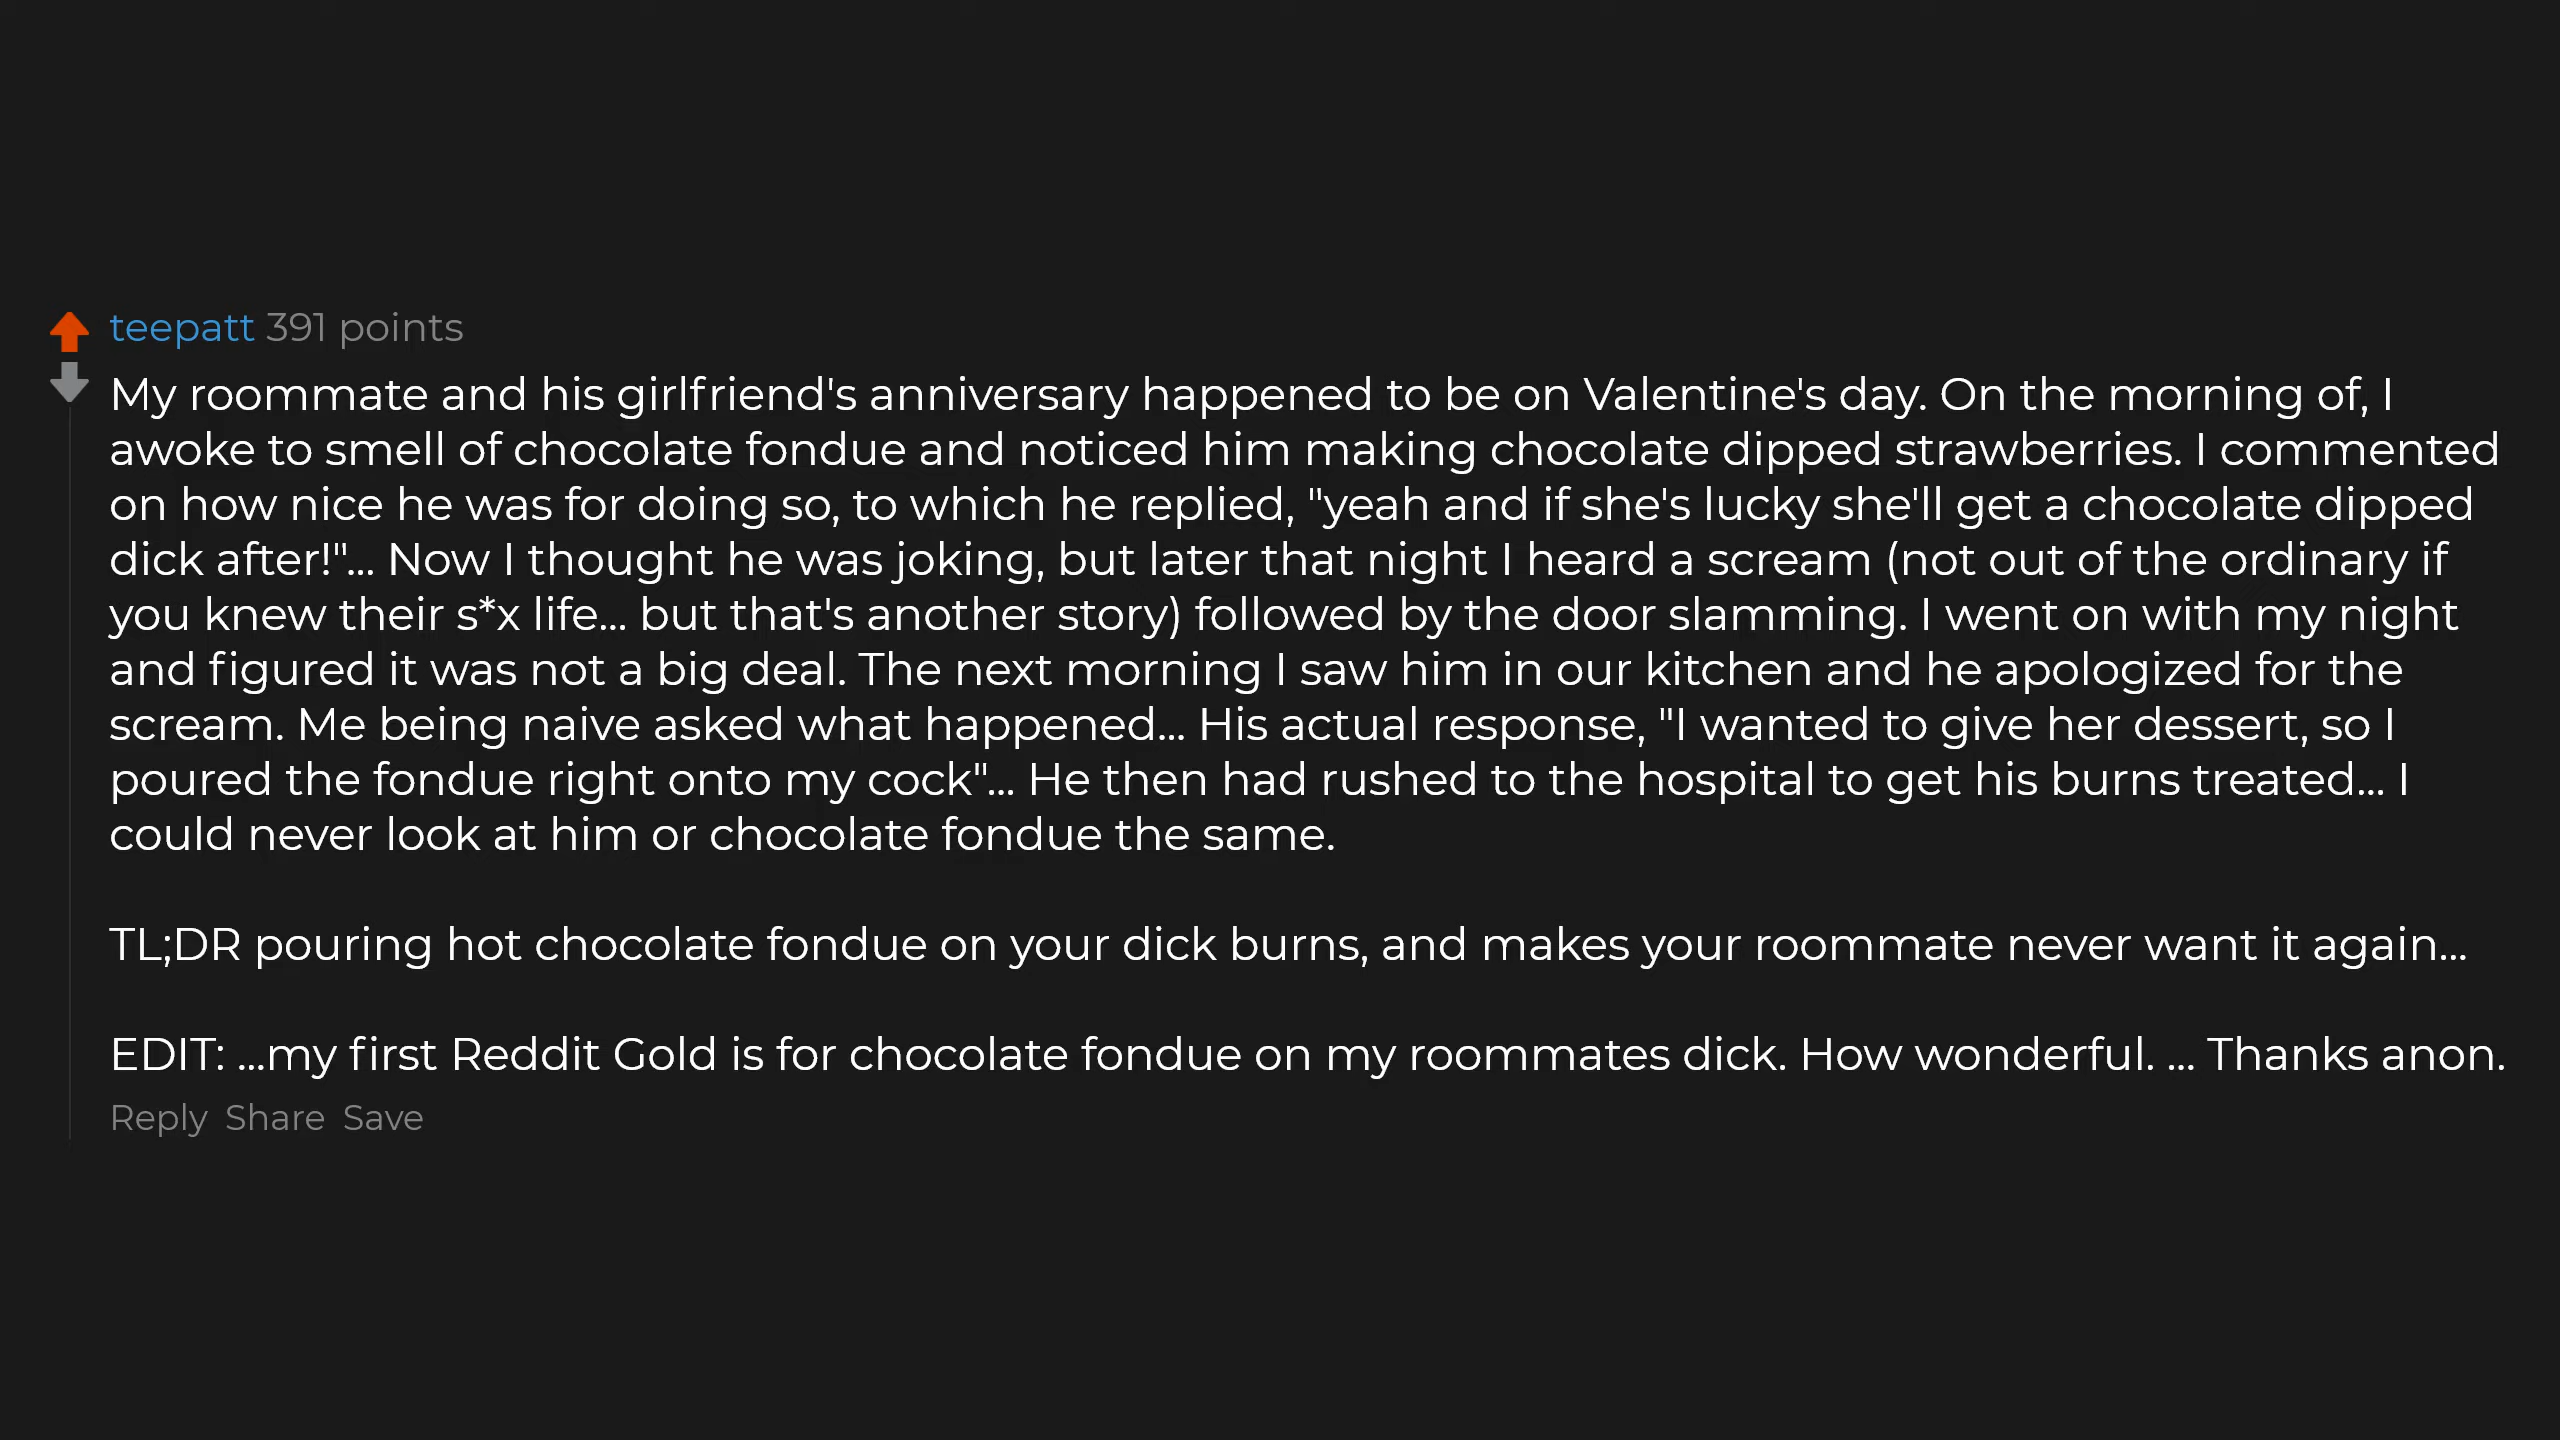 teepatt 391 points
My roommate and his girlfriend's anniversary happened to be on Valentine's day. On the morning of, I
awoke to smell of chocolate fondue and noticed him making chocolate dipped strawberries. I commented
on how nice he was for doing so, to which he replied, "yeah and if she's lucky she'll get a chocolate dipped
dick after!"... Now I thought he was joking, but later that night I heard a scream (not out of the ordinary if
you knew their s*x life... but that's another story) followed by the door slamming. I went on with my night
and figured it was not a big deal. The next morning I saw him in our kitchen and he apologized for the
scream. Me being naive asked what happened... His actual response, "I wanted to give her dessert, so I
poured the fondue right onto my cock"... He then had rushed to the hospital to get his burns treated... I
could never look at him or chocolate fondue the same.
TL;DR pouring hot chocolate fondue on your dick burns, and makes your roommate never want it again...
EDIT: ...my first Reddit Gold is for chocolate fondue on my roommates dick. How wonderful. ... Thanks anon.
Reply Share Save